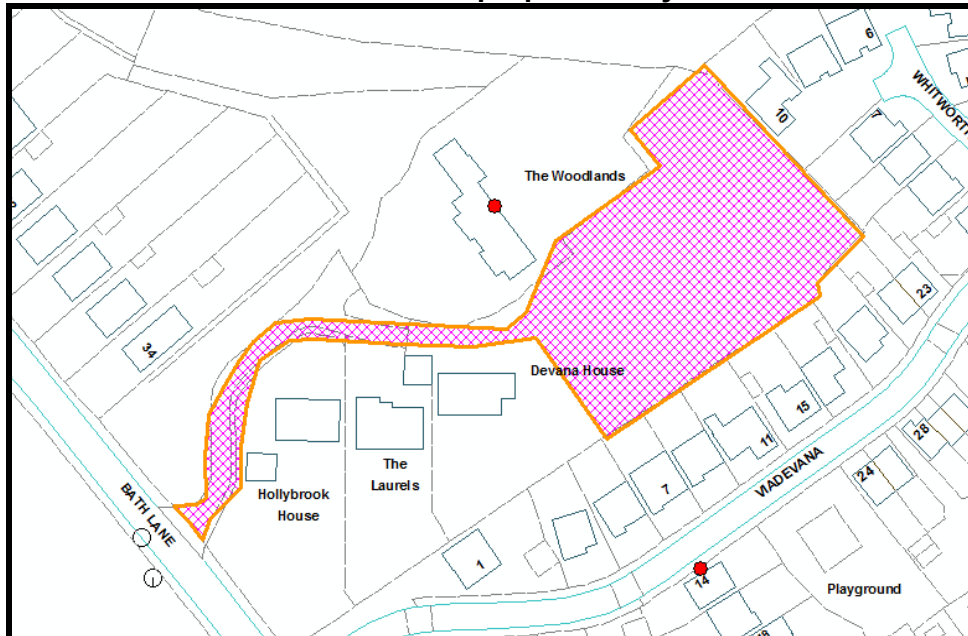 6
WHITWORTH
10
7
The Woodlands
23
34
Devana House
15
11
28
The
Laurels
VIADEVANA
24
7
BATH LANE
Hollybrook
House
1
14
Playground